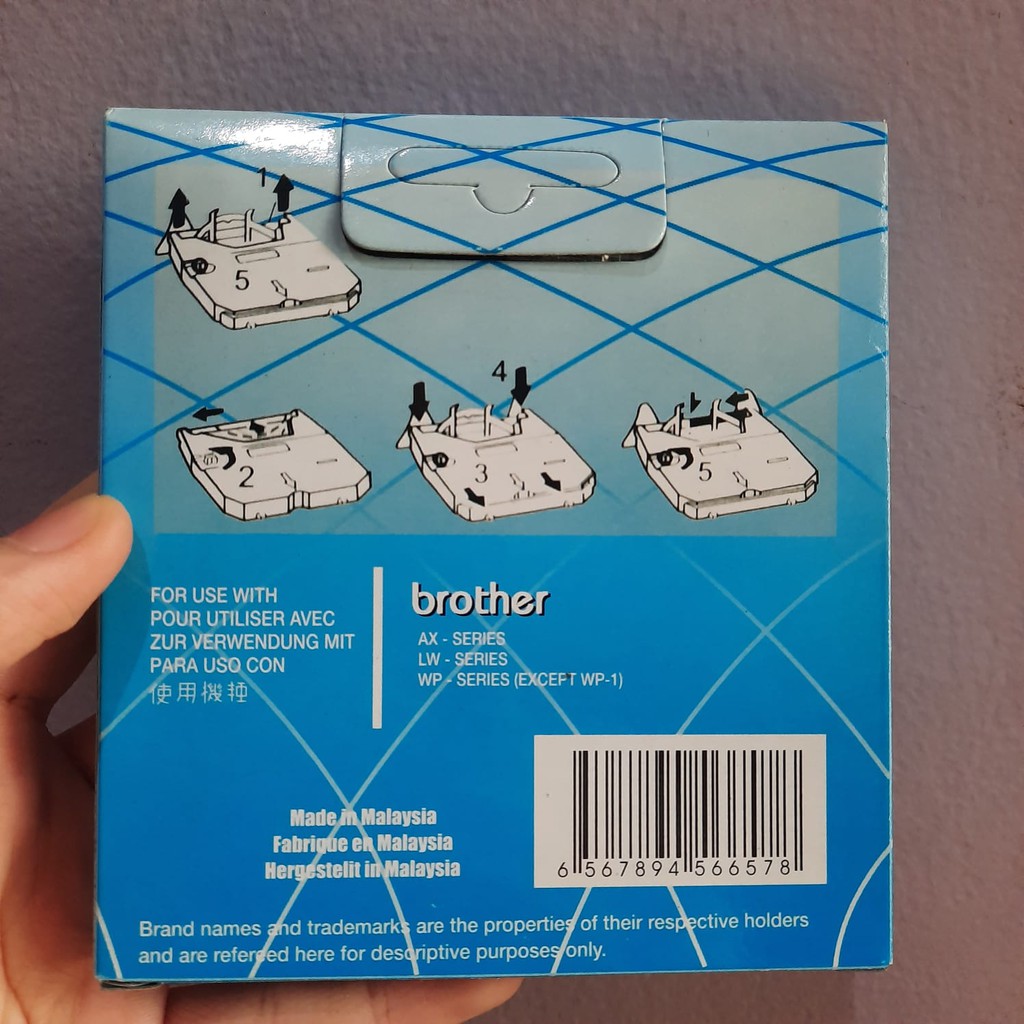 1
5
4
2
3
5
FOR USE WITH
POUR UTILISER AVEC
ZUR VERWENDUNG MIT
PARA USO CON
使用機種
brother
AX - SERIES
LW - SERIES
WP - SERIES (EXCEPT WP-1)
6 567894 566578
Made in Malaysia
Fabrique en Malaysia
Hergestelit in Malaysia
Brand names and trademarks are the properties of their respective holders
and are refereed here for descriptive purposes only.